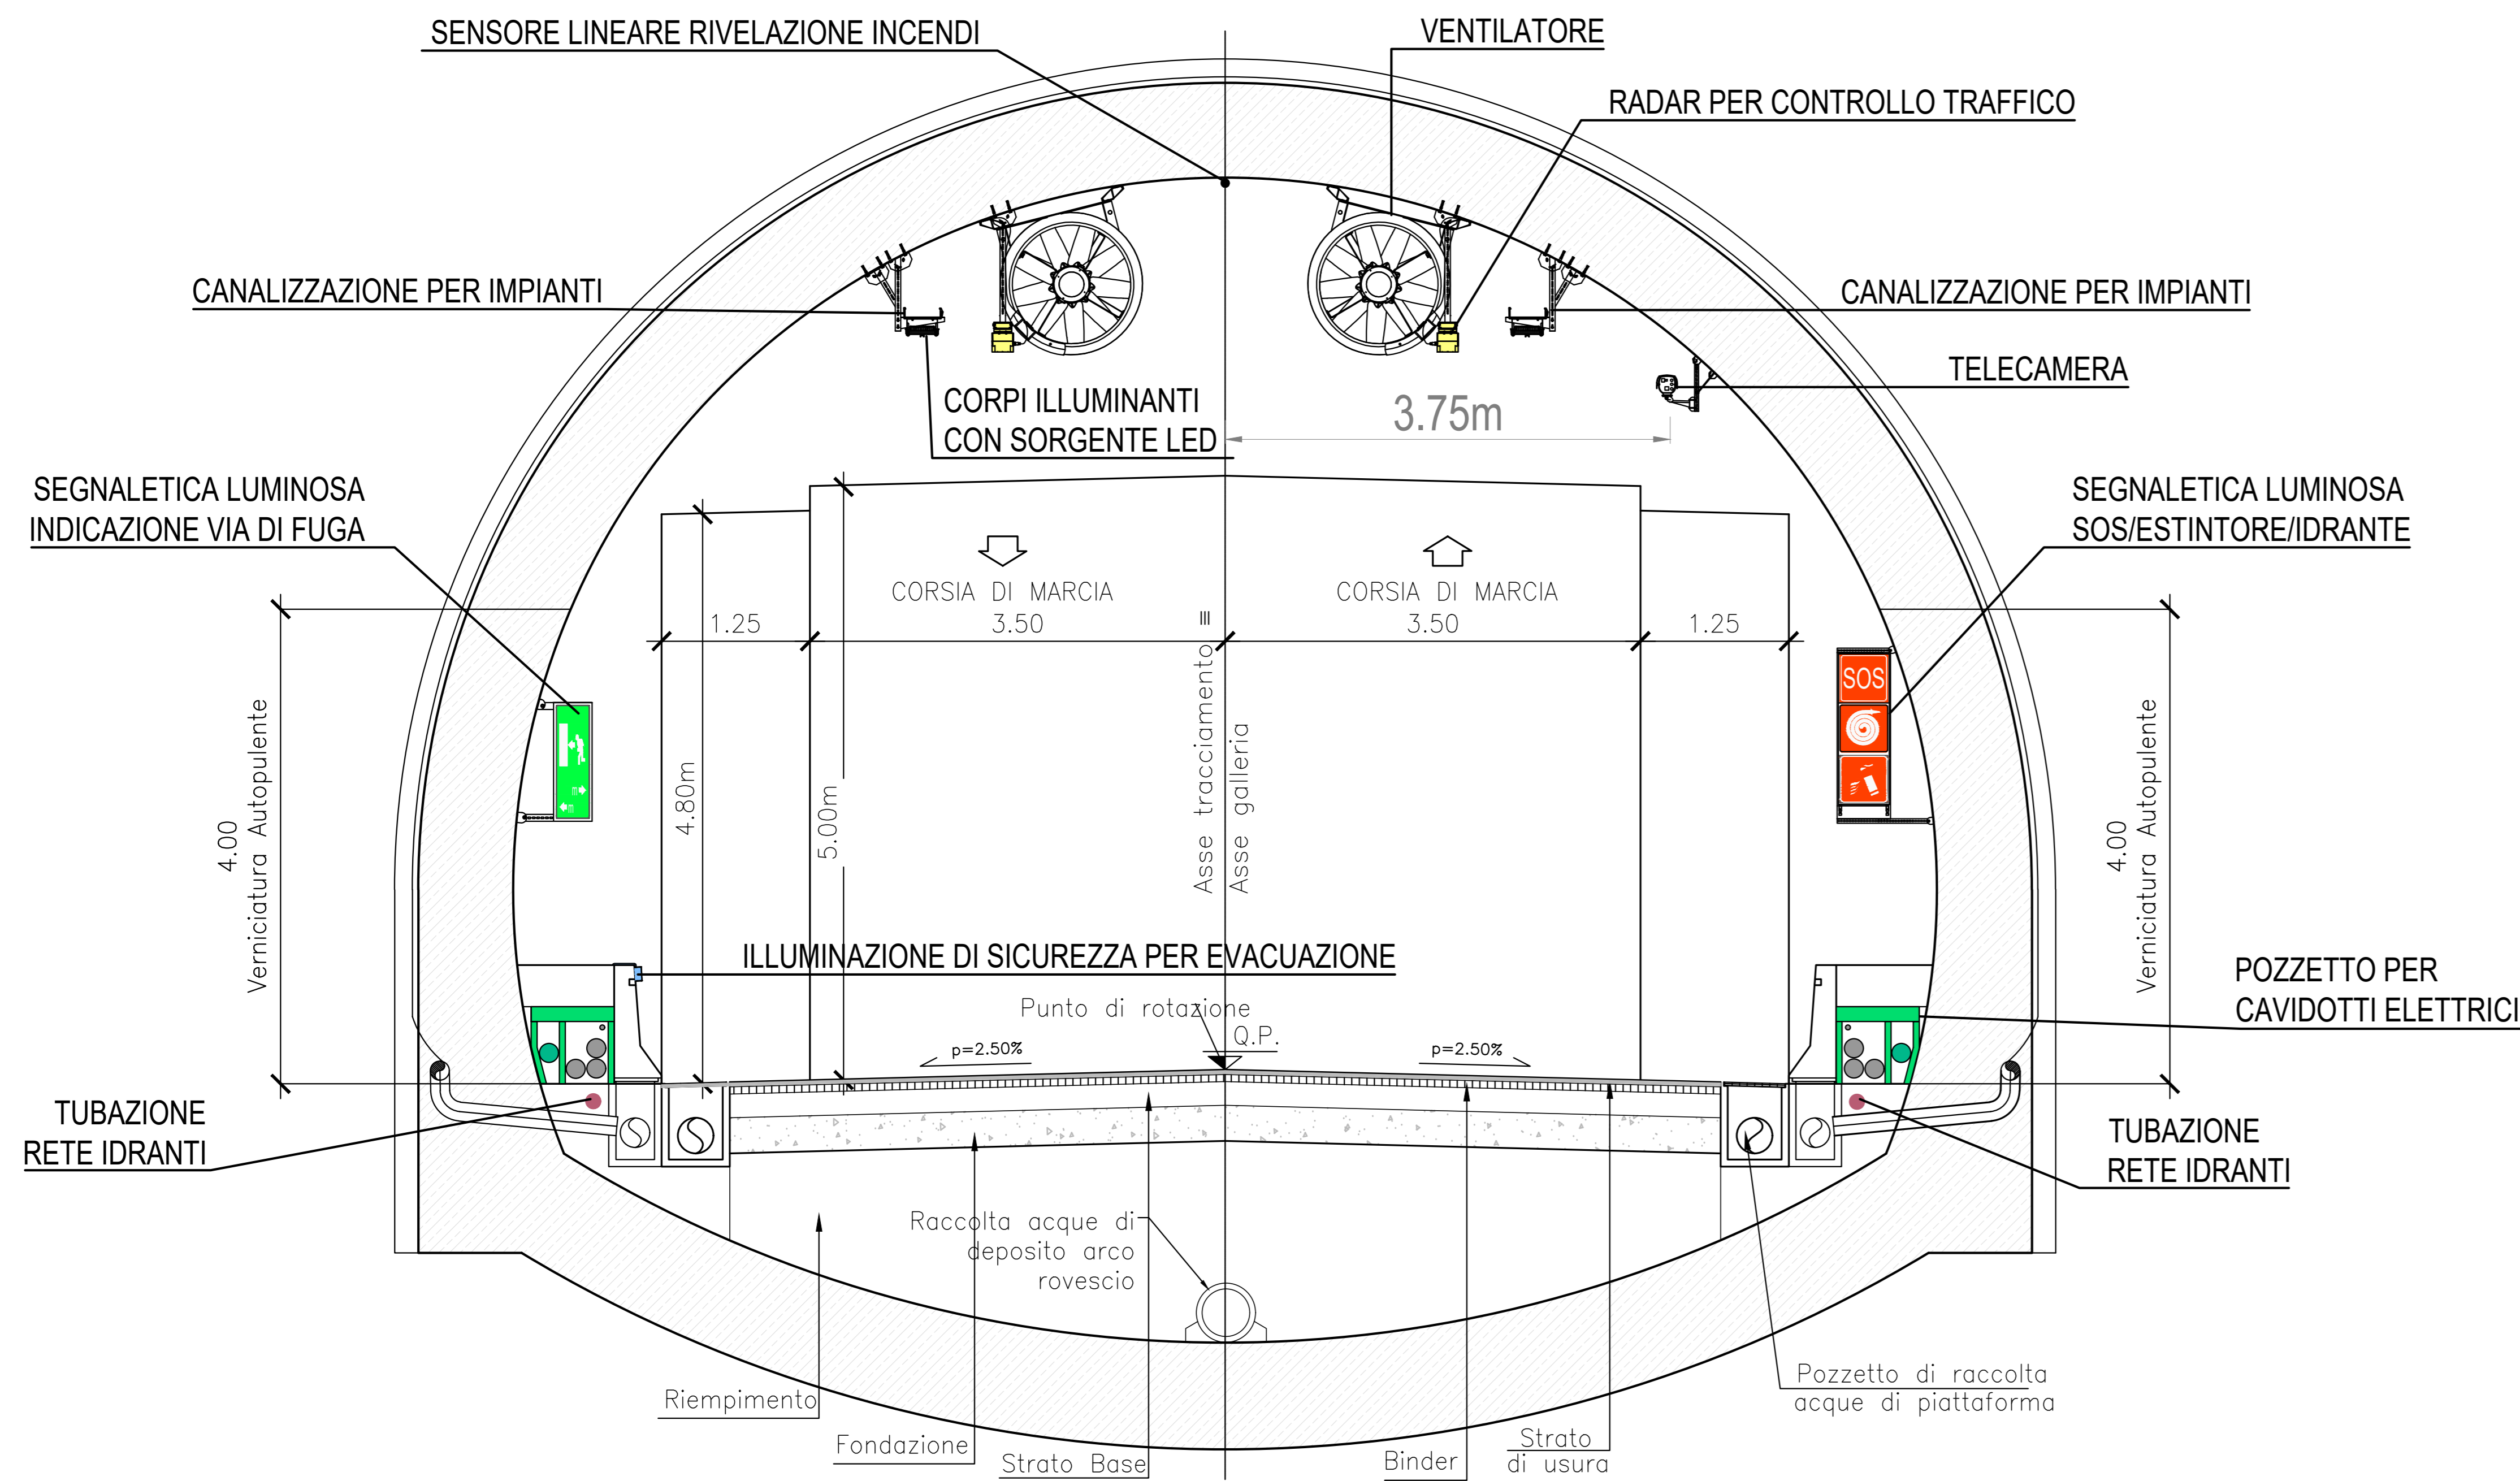 SENSORE LINEARE RIVELAZIONE INCENDI
VENTILATORE
RADAR PER CONTROLLO TRAFFICO
CANALIZZAZIONE PER IMPIANTI
CANALIZZAZIONE PER IMPIANTI
TELECAMERA
CORPI ILLUMINANTI
CON SORGENTE LED
3.75m
SEGNALETICA LUMINOSA
INDICAZIONE VIA DI FUGA
SEGNALETICA LUMINOSA
SOS/ESTINTORE/IDRANTE
CORSIA DI MARCIA
3.50
CORSIA DI MARCIA
3.50
1.25
1.25
SOS
4.00
Verniciatura Autopulente
4.80m
5.00m
Asse tracciamento ≡
Asse galleria
4.00
Verniciatura Autopulente
m
m
ILLUMINAZIONE DI SICUREZZA PER EVACUAZIONE
Punto di rotazione
Q.P.
p=2.50%
p=2.50%
POZZETTO PER
CAVIDOTTI ELETTRICI
TUBAZIONE
RETE IDRANTI
TUBAZIONE
RETE IDRANTI
Raccolta acque di
deposito arco
rovescio
Riempimento
Fondazione
Strato Base
Binder
Strato
di usura
Pozzetto di raccolta
acque di piattaforma